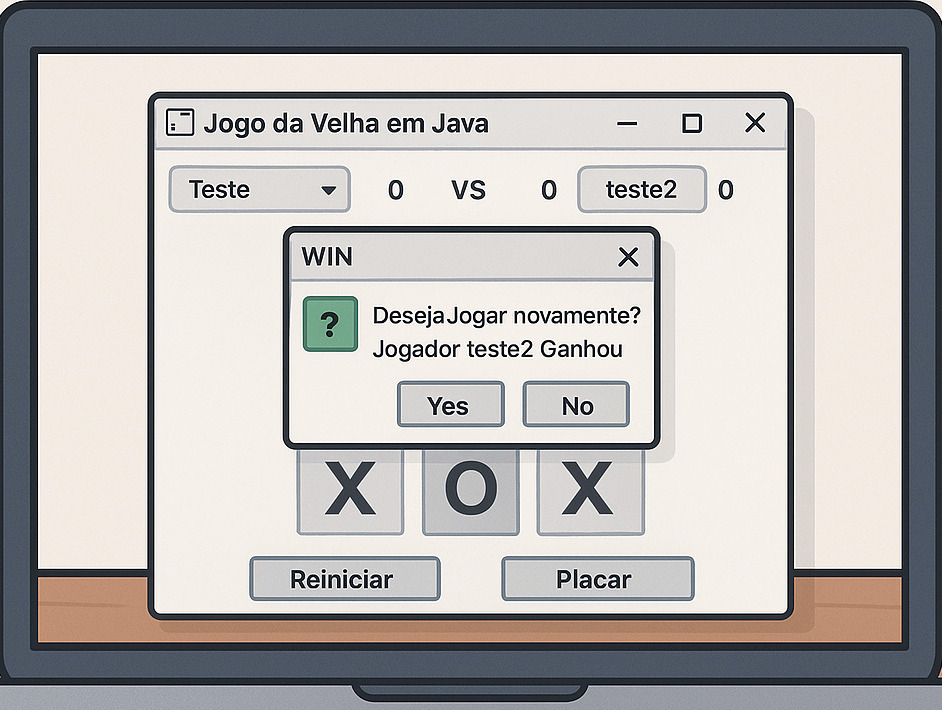 Jogo da Velha em Java
Teste 0 VS 0 teste2 0
WIN
DesejaJogar novamente?
?
Jogador teste2 Ganhou
Yes No
X O X
Reiniciar Placar